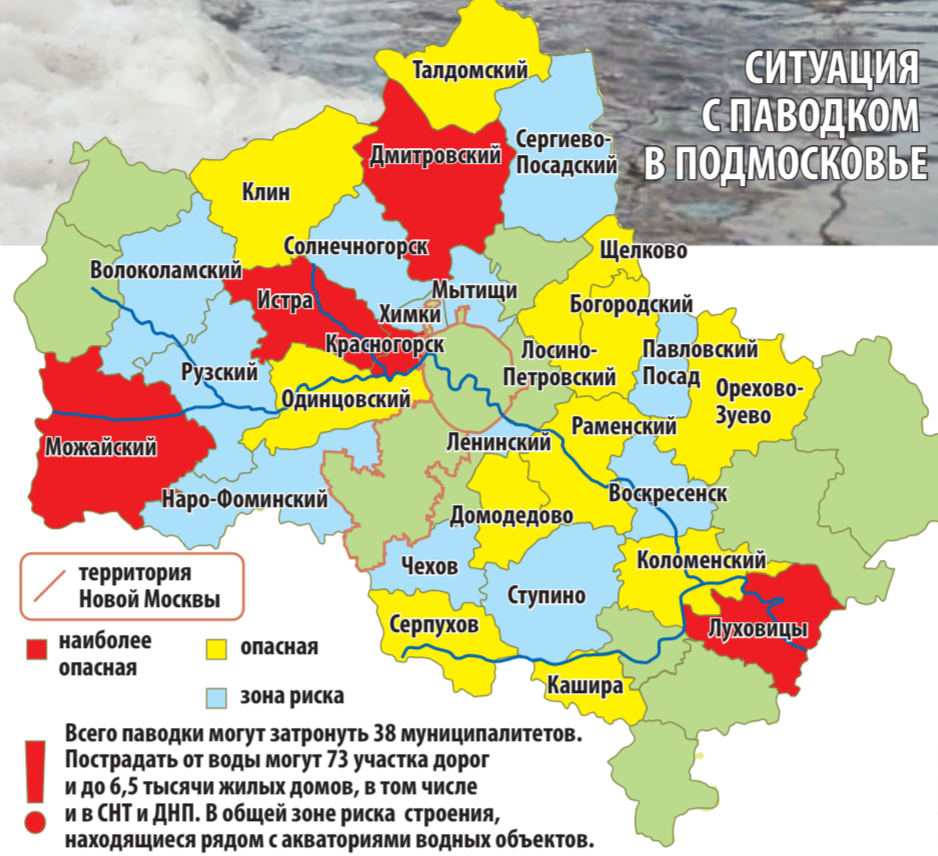 СИТУАЦИЯ
С ПАВОДКОМ
В ПОДМОСКОВЬЕ
Талдомский
Дмитровский
Сергиево-
Посадский
Клин
Солнечногорск
Щелково
Волоколамский
Мытищи
Истра
Химки
Богородский
Красногорск
Лосино-
Петровский
Павловский
Посад
Рузский
Орехово-
Зуево
Одинцовский
Раменский
Можайский
Ленинский
Наро-Фоминский
Воскресенск
Домодедово
Чехов
Коломенский
Ступино
Серпухов
Луховицы
Кашира
территория
Новой Москвы
наиболее
опасная
опасная
зона риска
Всего паводки могут затронуть 38 муниципалитетов.
Пострадать от воды могут 73 участка дорог
и до 6,5 тысячи жилых домов, в том числе
и в СНТ и ДНП. В общей зоне риска строения,
находящиеся рядом с акваториями водных объектов.